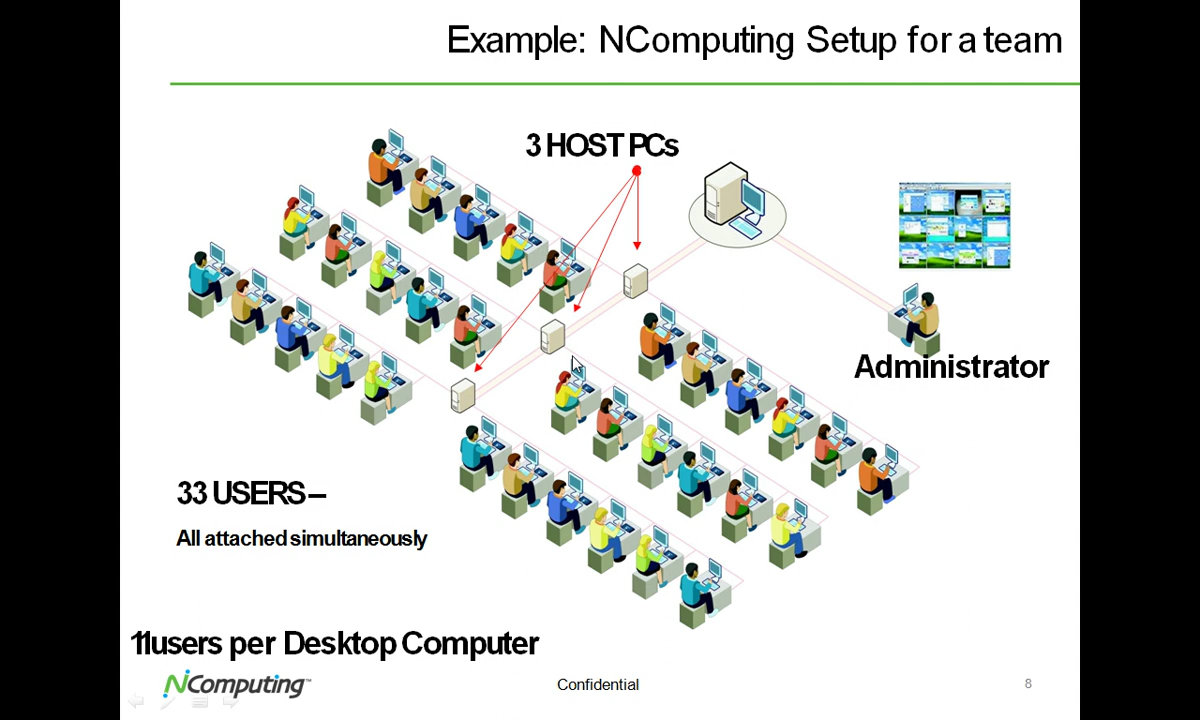 Example: NComputing Setup for a team
3 HOST PCs
Administrator
33 USERS –
All attached simultaneously
11users per Desktop Computer
NComputing™
Confidential
8